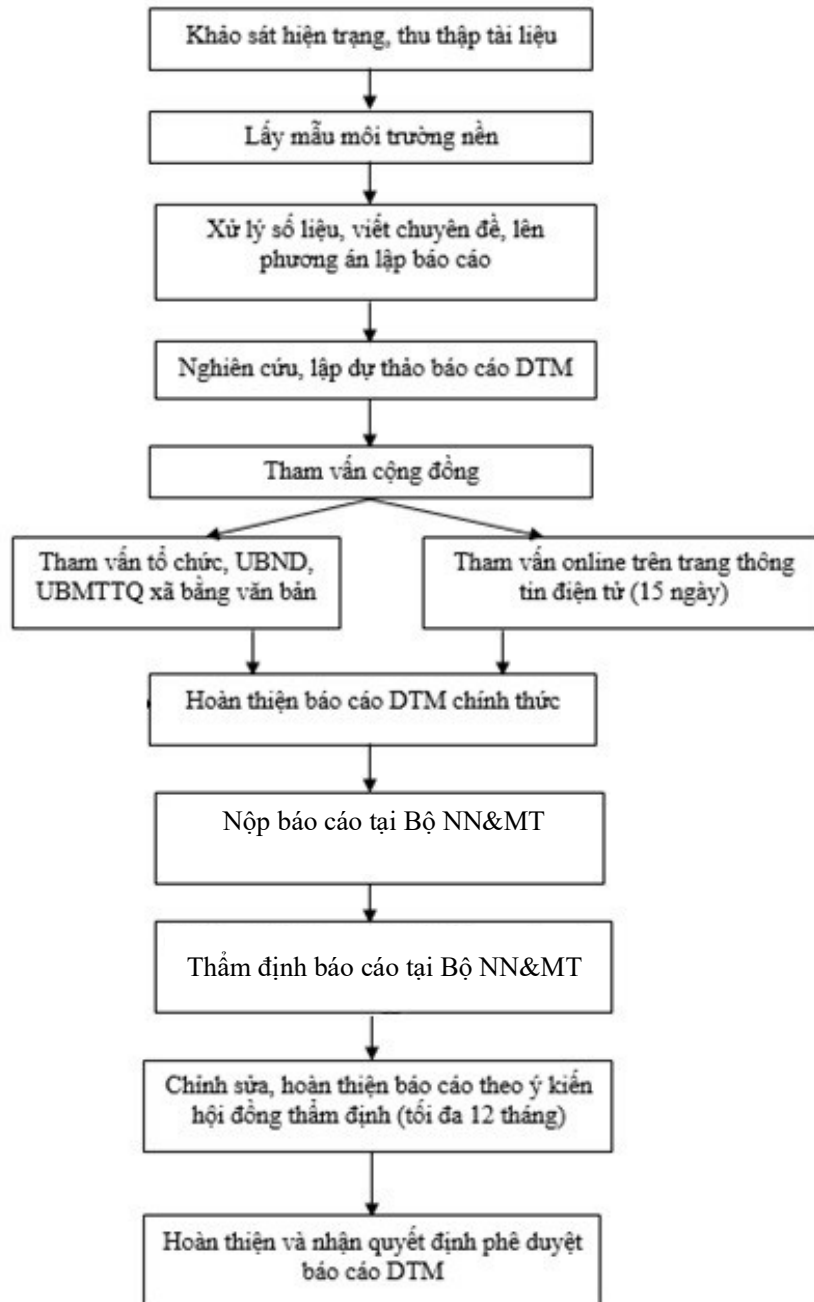 Khảo sát hiện trạng, thu thập tài liệu
Lấy mẫu môi trường nền
Xử lý số liệu, viết chuyên đề, lên
phương án lập báo cáo
Nghiên cứu, lập dự thảo báo cáo DTM
Tham vấn cộng đồng
Tham vấn tổ chức, UBND,
UBMTTQ xã bằng văn bản
Tham vấn online trên trang thông
tin điện tử (15 ngày)
Hoàn thiện báo cáo DTM chính thức
Nộp báo cáo tại Bộ NN&MT
Thẩm định báo cáo tại Bộ NN&MT
Chỉnh sửa, hoàn thiện báo cáo theo ý kiến
hội đồng thẩm định (tối đa 12 tháng)
Hoàn thiện và nhận quyết định phê duyệt
báo cáo DTM